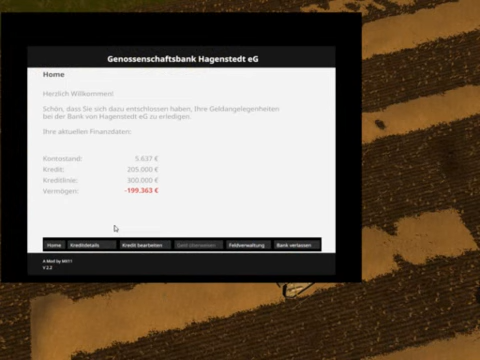 Genossenschaftsbank Hagenstedt eG
Home
Herzlich Willkommen!
Schön, dass Sie sich dazu entschlossen haben, Ihre Geldangelegenheiten
bei der Bank von Hagenstedt eG zu erledigen.
Ihre aktuellen Finanzdaten:
Kontostand: 5.637 €
Kredit: 205.000 €
Kreditlinie: 300.000 €
Vermögen: -199.363 €
Home Kreditdetails Kredit bearbeiten Geld überweisen Feldverwaltung Bank verlassen
V 2.2